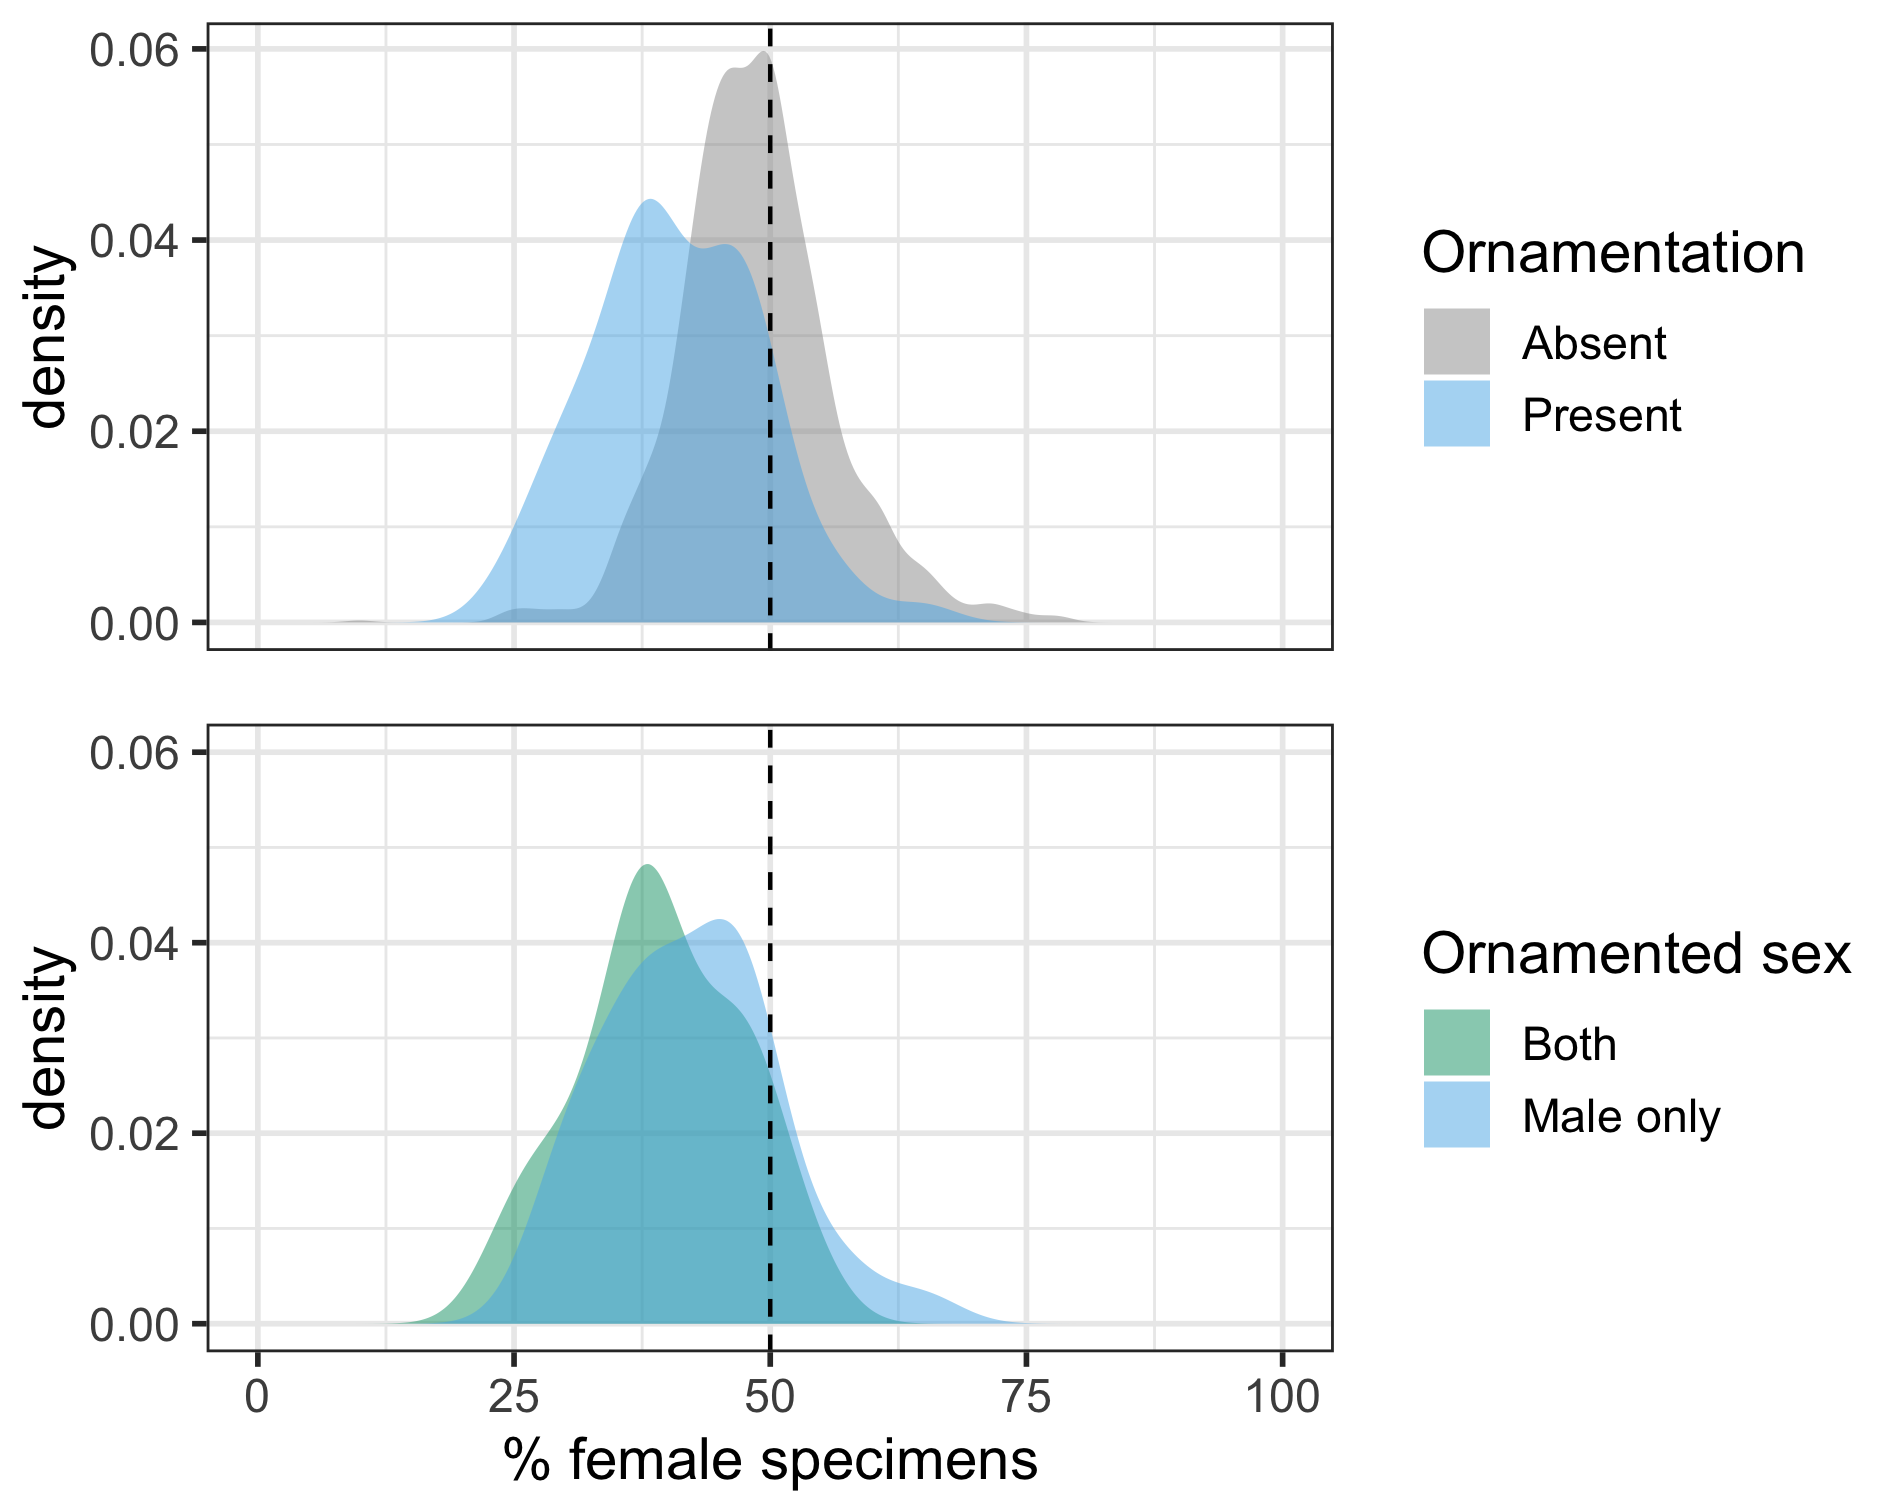 0.06
0.04
0.02
0.00
density
Ornamentation
Absent
Present
0.06
0.04
0.02
0.00
density
Ornamented sex
Both
Male only
0 25 50 75 100
% female specimens